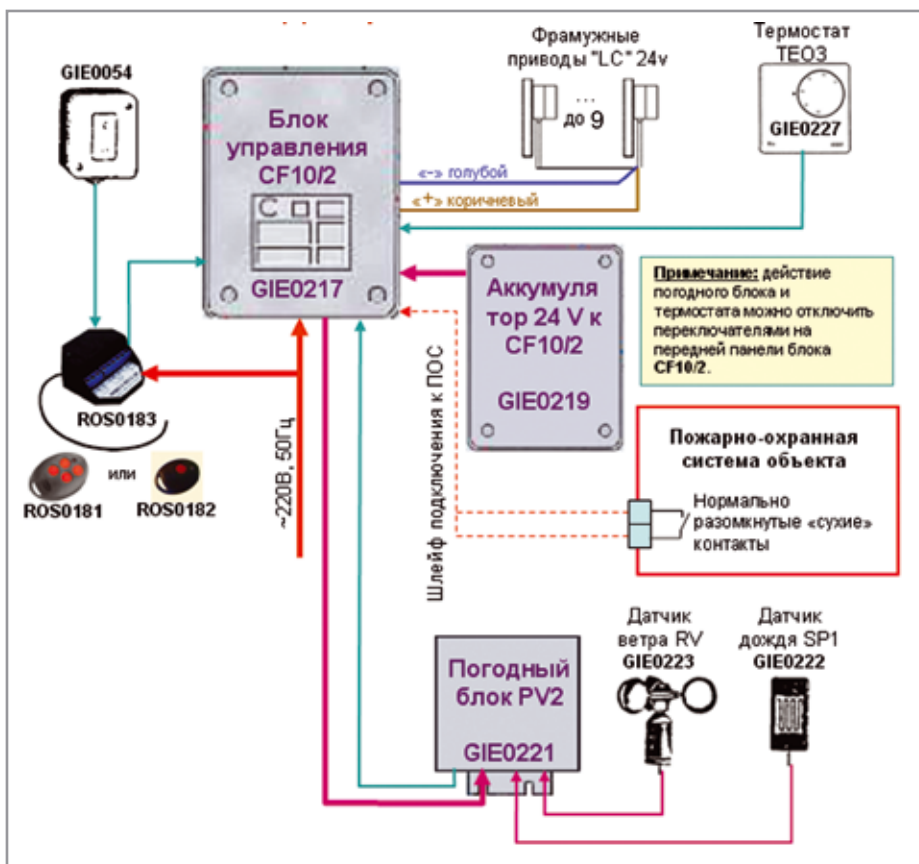 GIE0054
Блок
управления
CF10/2
GIE0217
Фрамужные
приводы "LC" 24v
...
до 9
Термостат
TEO3
GIE0227
«-» голубой
«+» коричневый
Аккумуля
тор 24 V к
CF10/2
GIE0219
Примечание: действие
погодного блока и
термостата можно отключить
переключателями на
передней панели блока
CF10/2.
ROS0183
или
ROS0181
ROS0182
~220В, 50Гц
Шлейф подключения к ПОС
Пожарно-охранная
система объекта
Нормально
разомкнутые «сухие»
контакты
Погодный
блок PV2
GIE0221
Датчик
ветра RV
GIE0223
Датчик
дождя SP1
GIE0222